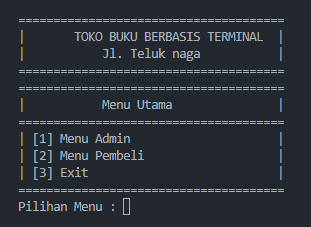 ======================================
|       TOKO BUKU BERBASIS TERMINAL  |
|           Jl. Teluk naga           |
======================================
======================================
|           Menu Utama               |
======================================
| [1] Menu Admin                     |
| [2] Menu Pembeli                   |
| [3] Exit                           |
======================================
Pilihan Menu :